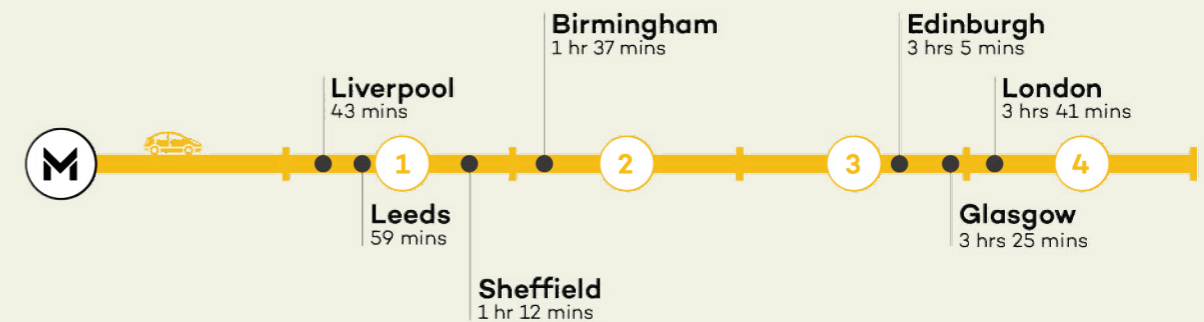 Birmingham
1 hr 37 mins
Edinburgh
3 hrs 5 mins
Liverpool
43 mins
London
3 hrs 41 mins
M
1
2
3
4
Leeds
59 mins
Glasgow
3 hrs 25 mins
Sheffield
1 hr 12 mins